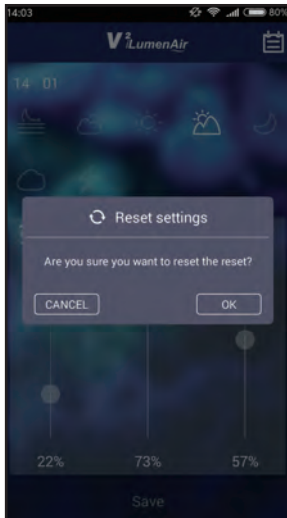 14:03 80%
V² iLumenAir
14 01
Reset settings
Are you sure you want to reset the reset?
CANCEL OK
22% 73% 57%
Save